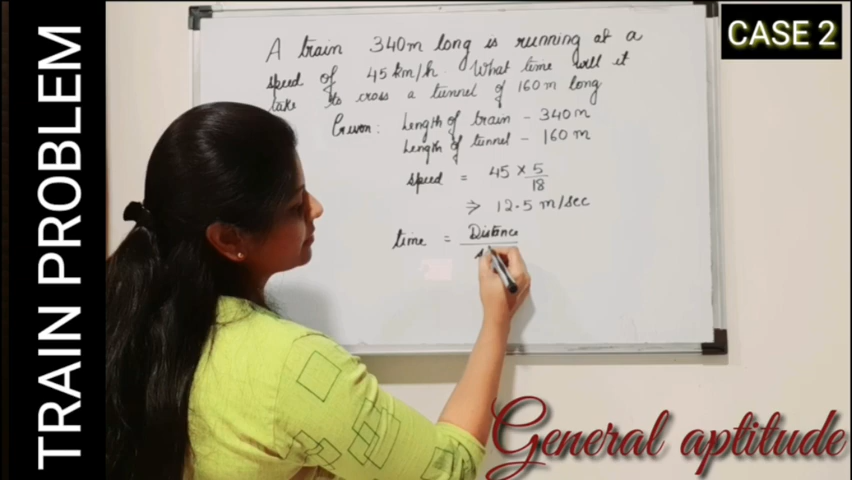 TRAIN PROBLEM
CASE 2
A train 340m long is running at a
speed of 45 km/h. What time will it
take to cross a tunnel of 160 m long
Given: Length of train - 340 m
Length of tunnel - 160 m
speed = 45 × 5/18
⇒ 12.5 m/sec
time = Distance
General aptitude